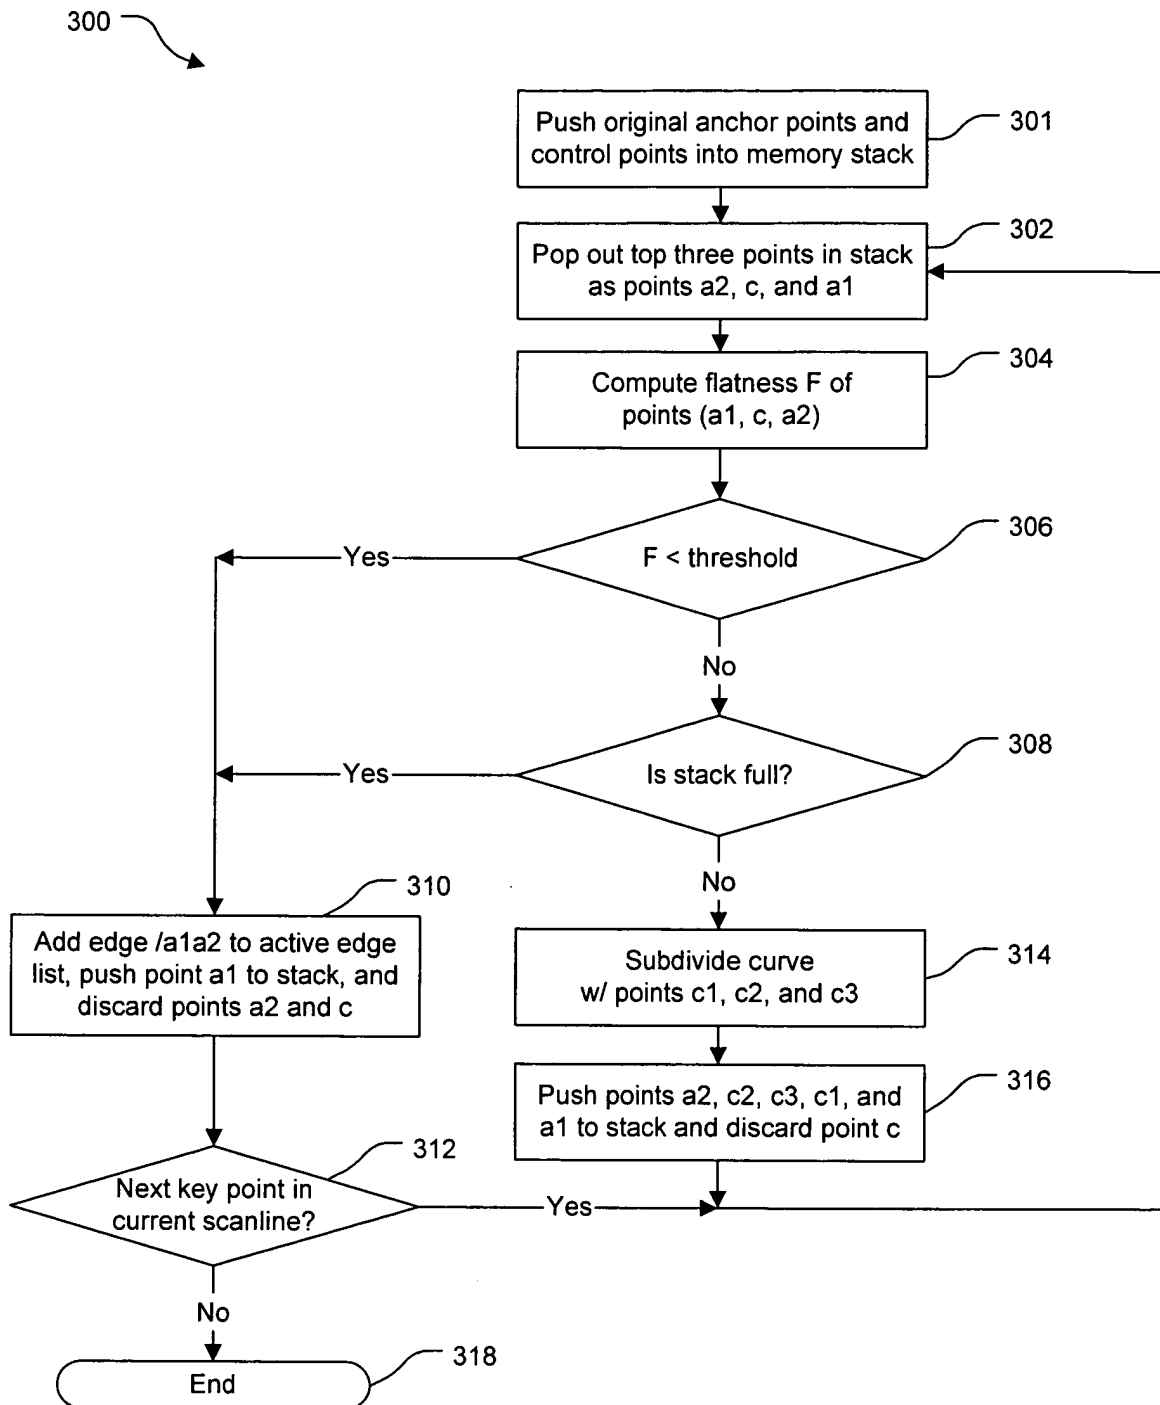 300
Push original anchor points and
control points into memory stack
301
Pop out top three points in stack
as points a2, c, and a1
302
Compute flatness F of
points (a1, c, a2)
304
F < threshold
306
Yes
No
Is stack full?
308
Yes
No
310
Add edge /a1a2 to active edge
list, push point a1 to stack, and
discard points a2 and c
Subdivide curve
w/ points c1, c2, and c3
314
Push points a2, c2, c3, c1, and
a1 to stack and discard point c
316
Next key point in
current scanline?
312
Yes
No
End
318